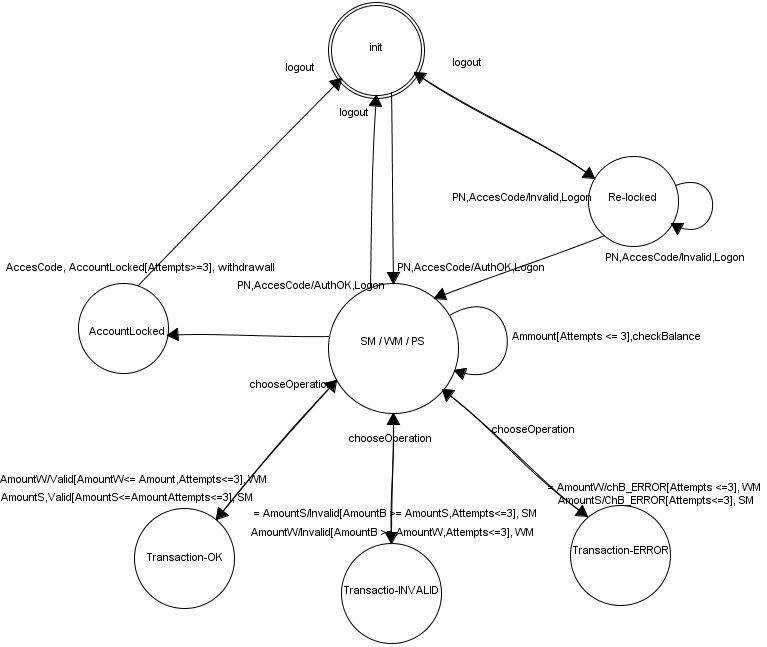 init
logout
logout
logout
PN,AccesCode/Invalid,Logon
Re-locked
PN,AccesCode/Invalid,Logon
AccesCode, AccountLocked[Attempts>=3], withdrawall
PN,AccesCode/AuthOK,Logon
PN,AccesCode/AuthOK,Logon
AccountLocked
SM / WM / PS
Ammount[Attempts <= 3],checkBalance
chooseOperation
chooseOperation
chooseOperation
AmountW/Valid[AmountW<= Amount,Attempts<=3], WM
AmountS,Valid[AmountS<=AmountAttempts<=3], SM
= AmountS/Invalid[AmountB >= AmountS,Attempts<=3], SM
AmountW/Invalid[AmountB > AmountW,Attempts<=3], WM
= AmountW/chB_ERROR[Attempts <=3], WM
AmountS/ChB_ERROR[Attempts<=3], SM
Transaction-OK
Transactio-INVALID
Transaction-ERROR